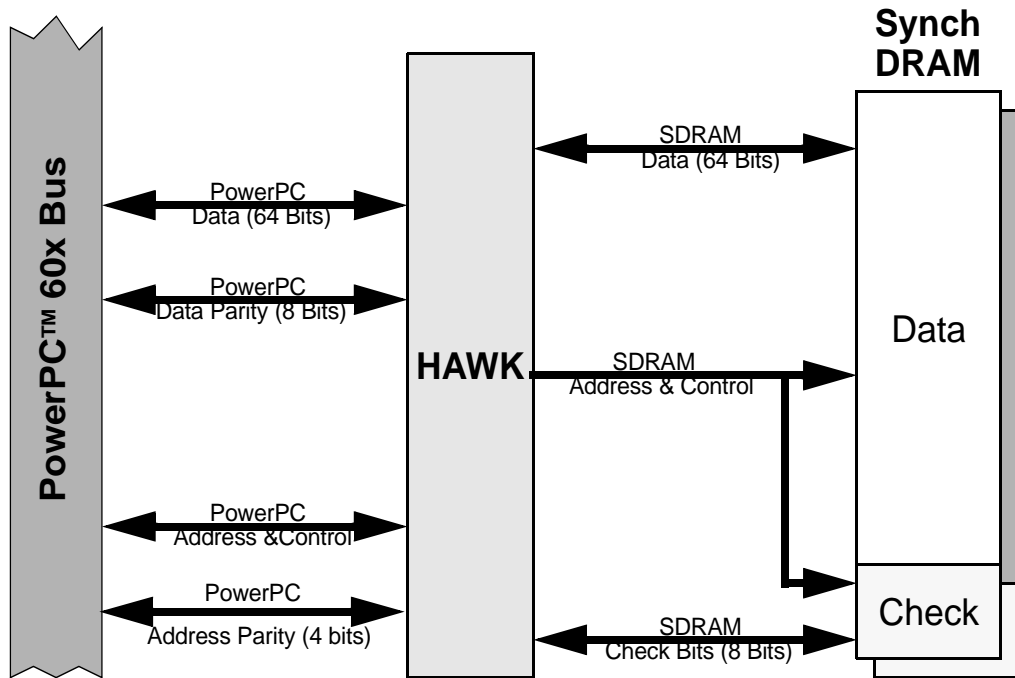 Synch
DRAM
PowerPC™ 60x Bus
SDRAM
Data (64 Bits)
PowerPC
Data (64 Bits)
PowerPC
Data Parity (8 Bits)
Data
HAWK
SDRAM
Address & Control
PowerPC
Address &Control
PowerPC
Address Parity (4 bits)
Check
SDRAM
Check Bits (8 Bits)